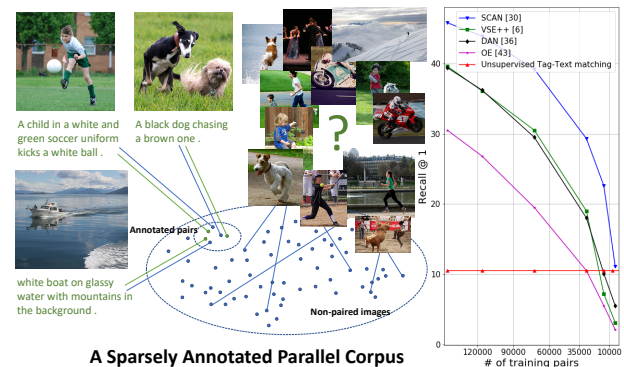 A child in a white and
green soccer uniform
kicks a white ball .
A black dog chasing
a brown one .
?
white boat on glassy
water with mountains in
the background .
Annotated pairs
Non-paired images
A Sparsely Annotated Parallel Corpus
SCAN [30]
VSE++ [6]
DAN [36]
OE [43]
Unsupervised Tag-Text matching
Recall @ 1
40
30
20
10
0
120000 90000 60000 35000 10000
# of training pairs